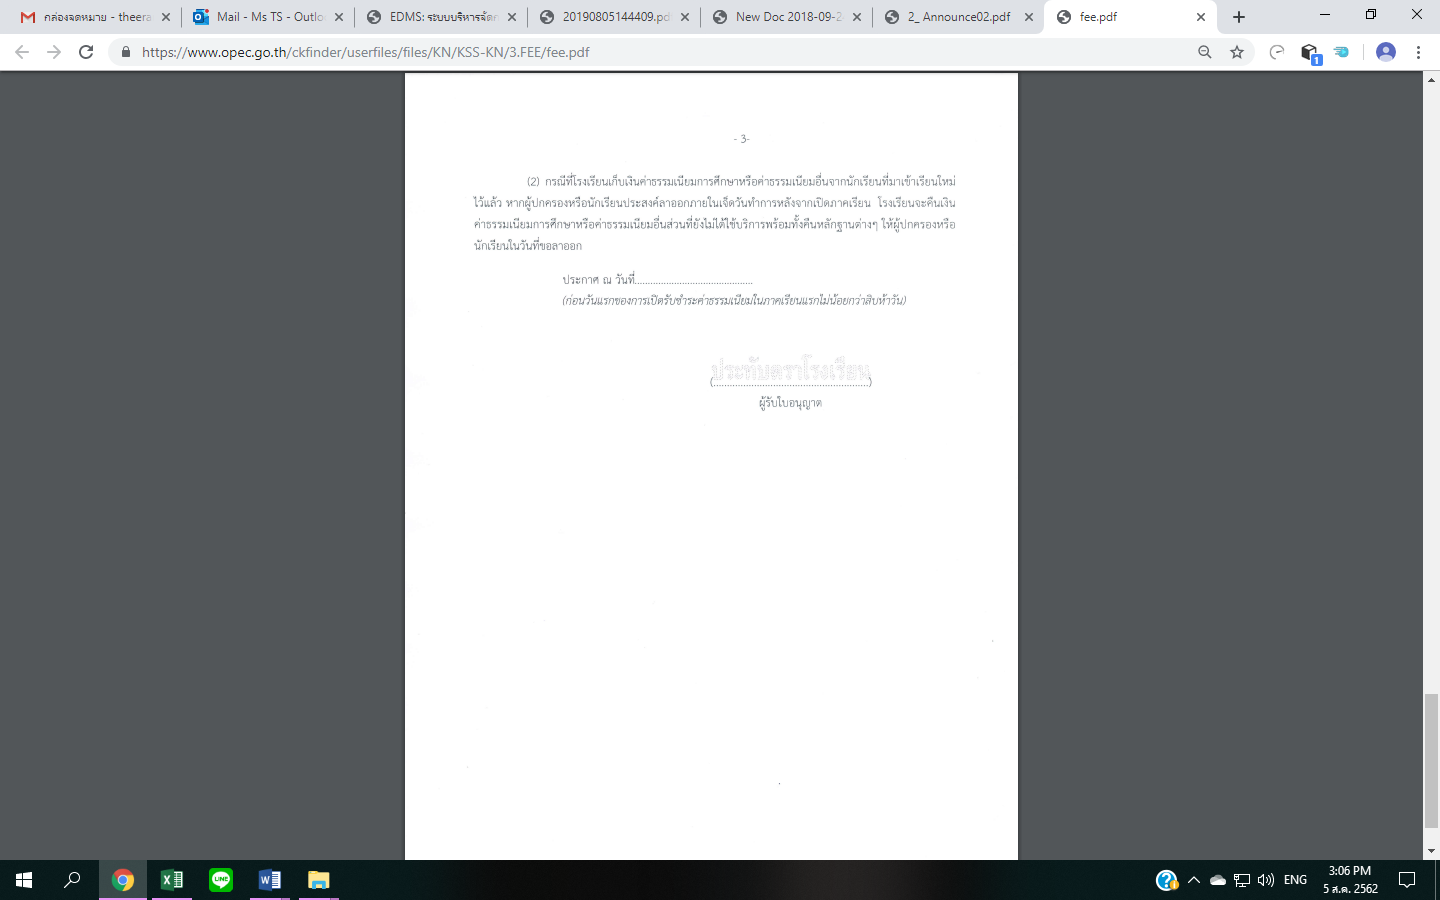 กล่องจดหมาย - theera
Mail - Ms TS - Outlo
EDMS: ระบบบริหารจัดก
20190805144409.pd
New Doc 2018-09-2
2_ Announce02.pdf
fee.pdf
https://www.opec.go.th/ckfinder/userfiles/files/KN/KSS-KN/3.FEE/fee.pdf
1
- 3-
(2) กรณีที่โรงเรียนเก็บเงินค่าธรรมเนียมการศึกษาหรือค่าธรรมเนียมอื่นจากนักเรียนที่มาเข้าเรียนใหม่
ไว้แล้ว หากผู้ปกครองหรือนักเรียนประสงค์ลาออกภายในเจ็ดวันทำการหลังจากเปิดภาคเรียน โรงเรียนจะคืนเงิน
ค่าธรรมเนียมการศึกษาหรือค่าธรรมเนียมอื่นส่วนที่ยังไม่ได้ใช้บริการพร้อมทั้งคืนหลักฐานต่างๆ ให้ผู้ปกครองหรือ
นักเรียนในวันที่ขอลาออก
ประกาศ ณ วันที่............................................
(ก่อนวันแรกของการเปิดรับชำระค่าธรรมเนียมในภาคเรียนแรกไม่น้อยกว่าสิบห้าวัน)
ประทับตราโรงเรียน
(..........................................................)
ผู้รับใบอนุญาต
LINE
ENG
3:06 PM
5 ส.ค. 2562